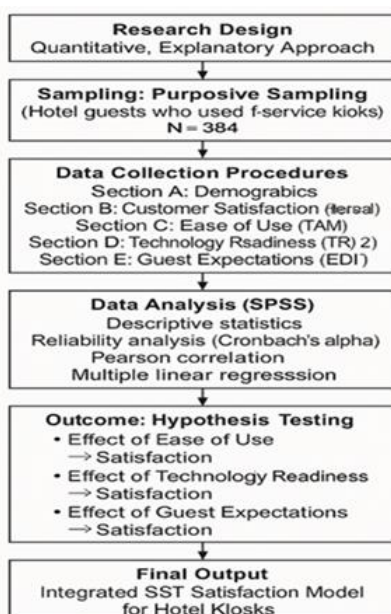 Research Design
Quantitative, Explanatory Approach
Sampling: Purposive Sampling
(Hotel guests who used f-service kioks)
N = 384
Data Collection Procedures
Section A: Demograbics
Section B: Customer Satisfaction
Section C: Ease of Use (TAM)
Section D: Technology Rsadiness (TR) 2)
Section E: Guest Expectations (EDI)
Data Analysis (SPSS)
Descriptive statistics
Reliability analysis (Cronbach's alpha)
Pearson correlation
Multiple linear regresssion
Outcome: Hypothesis Testing
• Effect of Ease of Use
→ Satisfaction
• Effect of Technology Readiness
→ Satisfaction
• Effect of Guest Expectations
→ Satisfaction
Final Output
Integrated SST Satisfaction Model
for Hotel Klosks